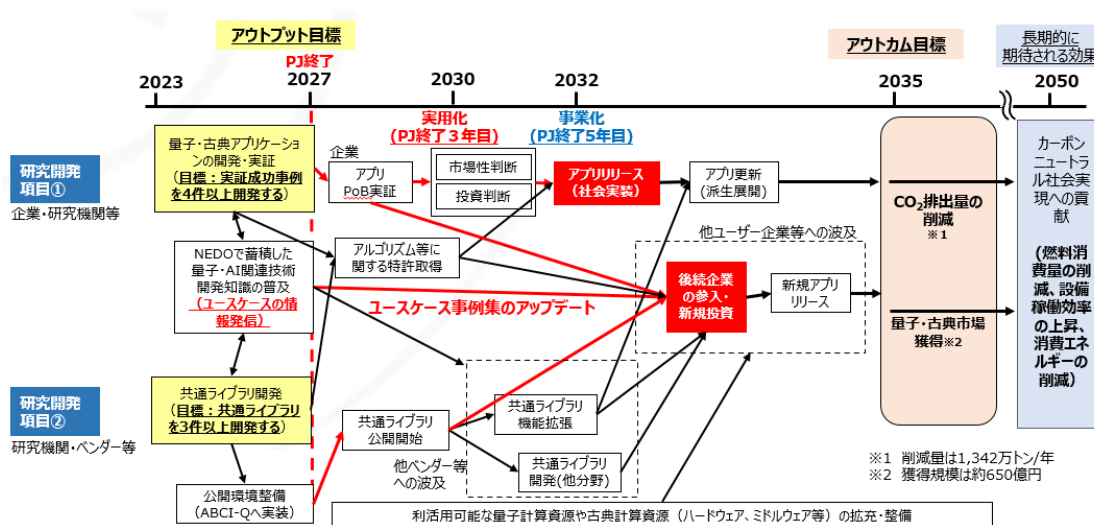 アウトプット目標
アウトカム目標
長期的に
期待される効果
PJ終了
2023
2027
2030
2032
2035
2050
実用化
(PJ終了３年目)
事業化
(PJ終了5年目)
研究開発
項目①
企業・研究機関等
量子・古典アプリケーショ
ンの開発・実証
(目標：実証成功事例
を4件以上開発する)
企業
アプリ
PoB実証
市場性判断
投資判断
アプリリリース
(社会実装)
アプリ更新
(派生展開)
CO₂排出量の
削減
※1
カーボン
ニュートラ
ル社会実
現への貢
献
(燃料消
費量の削
減、設備
稼働効率
の上昇、
消費エネ
ルギーの
削減)
他ユーザー企業等への波及
NEDOで蓄積した
量子・AI関連技術
開発知識の普及
(ユースケースの情
報発信)
アルゴリズム等に
関する特許取得
ユースケース事例集のアップデート
後続企業
の参入・
新規投資
新規アプリ
リリース
量子・古典市場
獲得※2
研究開発
項目②
研究機関・ベンダー等
共通ライブラリ開発
(目標：共通ライブラリ
を3件以上開発する)
共通ライブラリ
公開開始
共通ライブラリ
機能拡張
他ベンダー等
への波及
共通ライブラリ
開発(他分野)
公開環境整備
(ABCI-Qへ実装)
※1 削減量は1,342万トン/年
※2 獲得規模は約650億円
利活用可能な量子計算資源や古典計算資源（ハードウェア、ミドルウェア等）の拡充・整備